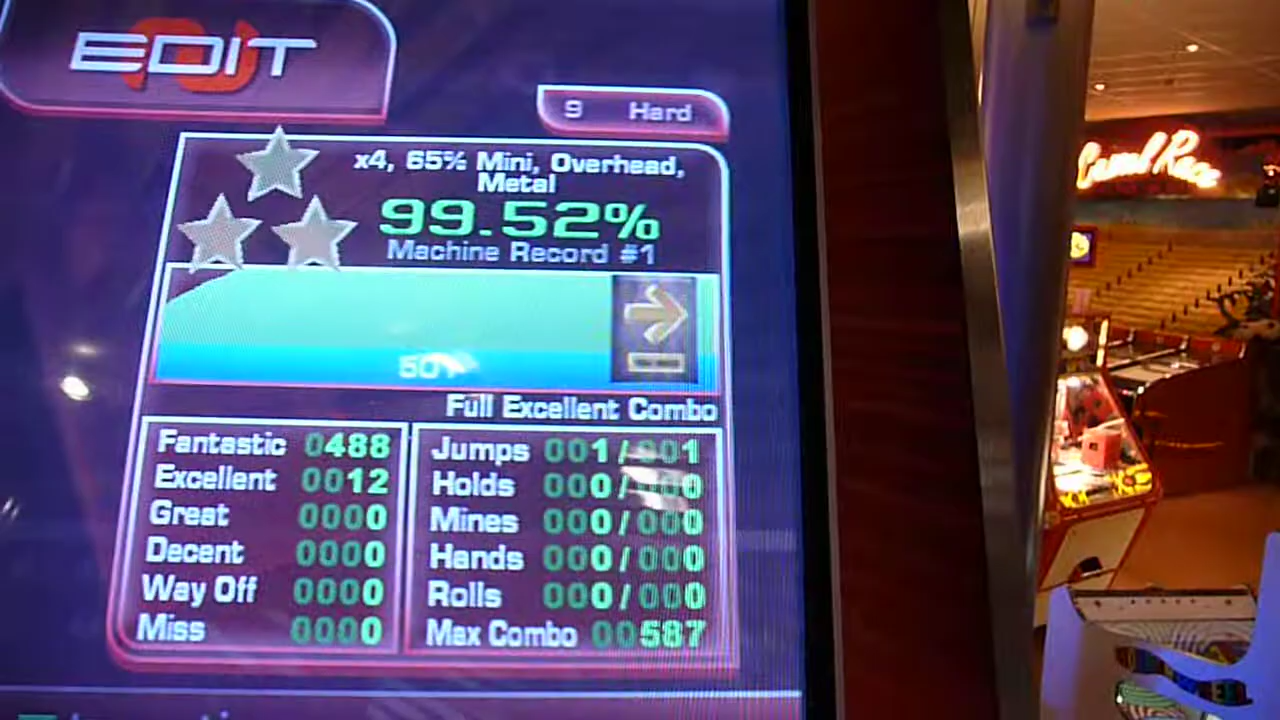 EDIT
9 Hard
x4, 65% Mini, Overhead,
Metal
99.52%
Machine Record #1
Full Excellent Combo
Fantastic 0488
Excellent 0012
Great 0000
Decent 0000
Way Off 0000
Miss 0000
Jumps 001/001
Holds 000/000
Mines 000/000
Hands 000/000
Rolls 000/000
Max Combo 00587